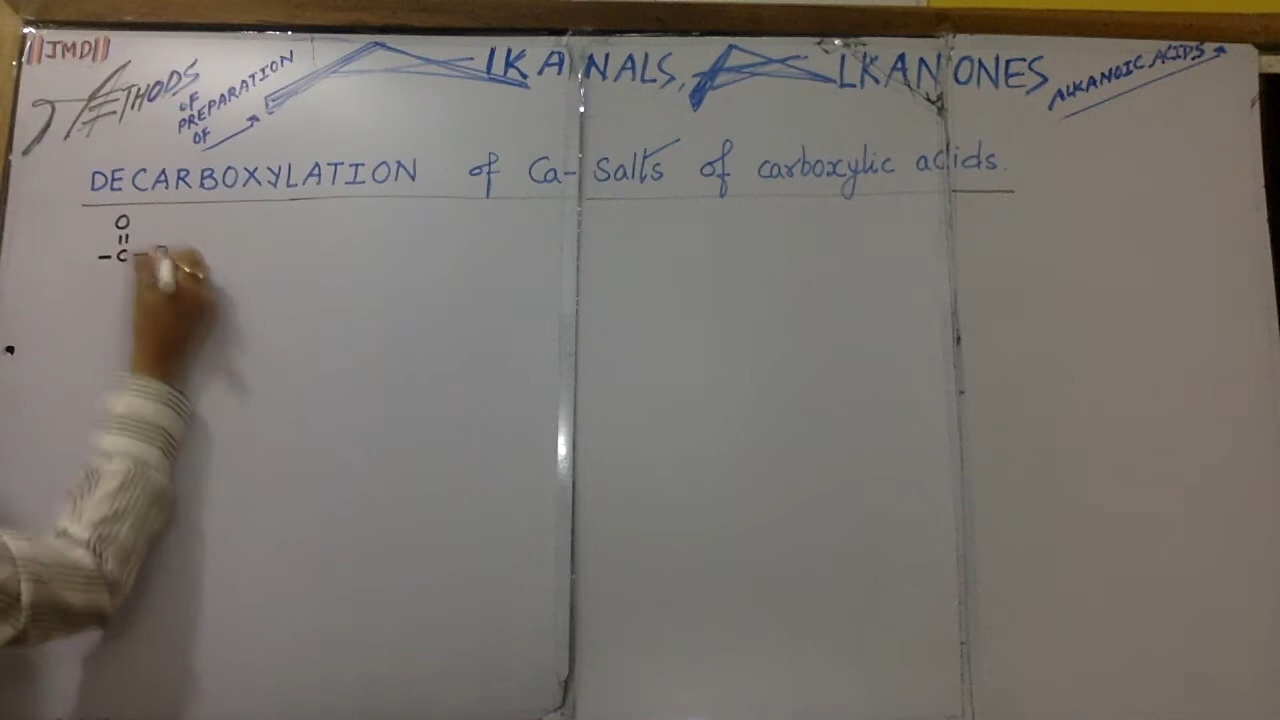 ||JMD||
METHODS OF PREPARATION OF ALKANALS, ALKANONES ALKANOIC ACIDS
DECARBOXYLATION of Ca- Salts of carboxylic acids.
O
||
-C-